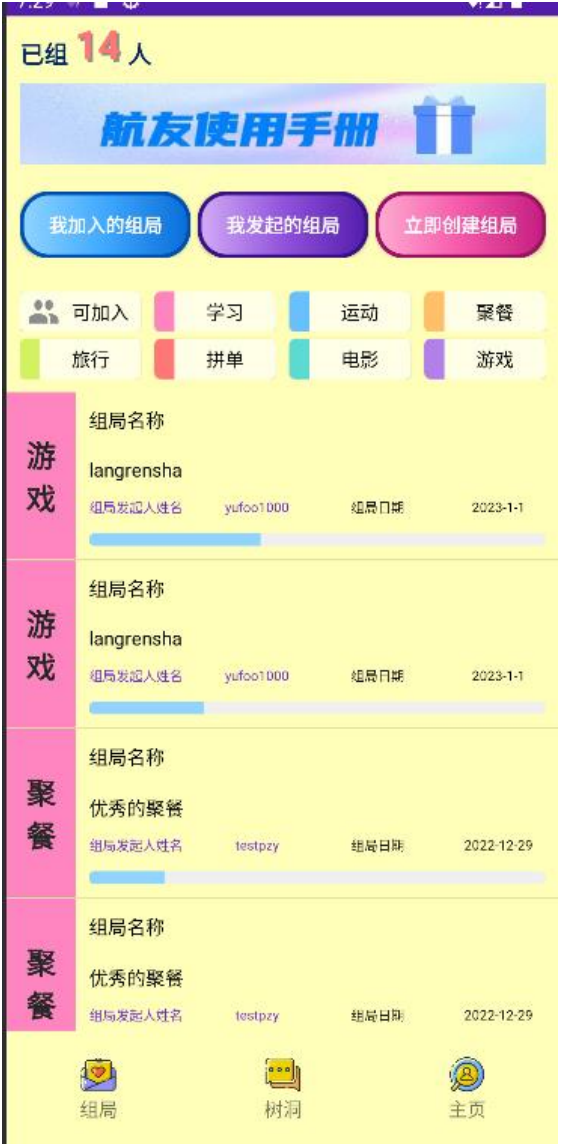 7:29
已组 14 人
航友使用手册
我加入的组局 我发起的组局 立即创建组局
可加入 学习 运动 聚餐
旅行 拼单 电影 游戏
游戏
组局名称
langrensha
组局发起人姓名 yufoo1000 组局日期 2023-1-1
游戏
组局名称
langrensha
组局发起人姓名 yufoo1000 组局日期 2023-1-1
聚餐
组局名称
优秀的聚餐
组局发起人姓名 testpzy 组局日期 2022-12-29
聚餐
组局名称
优秀的聚餐
组局发起人姓名 testpzy 组局日期 2022-12-29
组局 树洞 主页